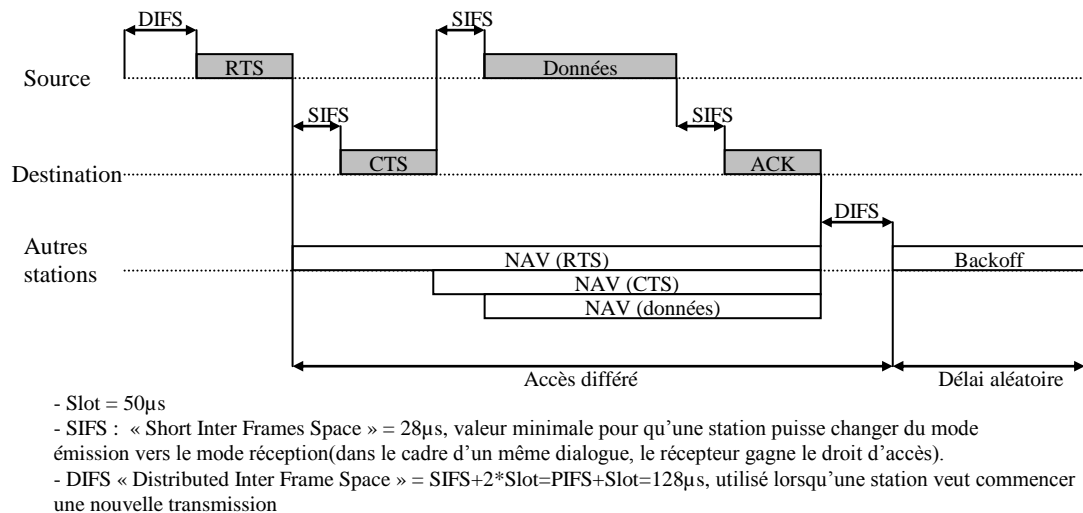 DIFS
SIFS
Source
RTS
Données
SIFS
SIFS
Destination
CTS
ACK
DIFS
Autres
stations
NAV (RTS)
Backoff
NAV (CTS)
NAV (données)
Accès différé
Délai aléatoire
- Slot = 50µs
- SIFS : « Short Inter Frames Space » = 28µs, valeur minimale pour qu'une station puisse changer du mode
émission vers le mode réception(dans le cadre d'un même dialogue, le récepteur gagne le droit d'accès).
- DIFS « Distributed Inter Frame Space » = SIFS+2*Slot=PIFS+Slot=128µs, utilisé lorsqu'une station veut commencer
une nouvelle transmission